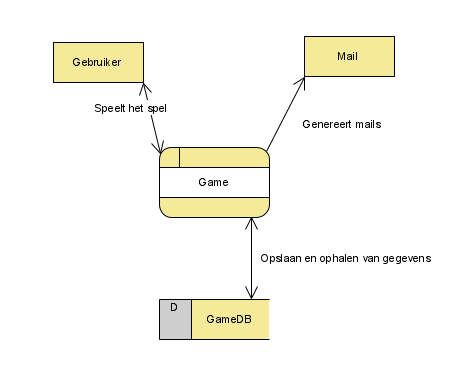 Gebruiker
Mail
Speelt het spel
Genereert mails
Game
Opslaan en ophalen van gegevens
D
GameDB